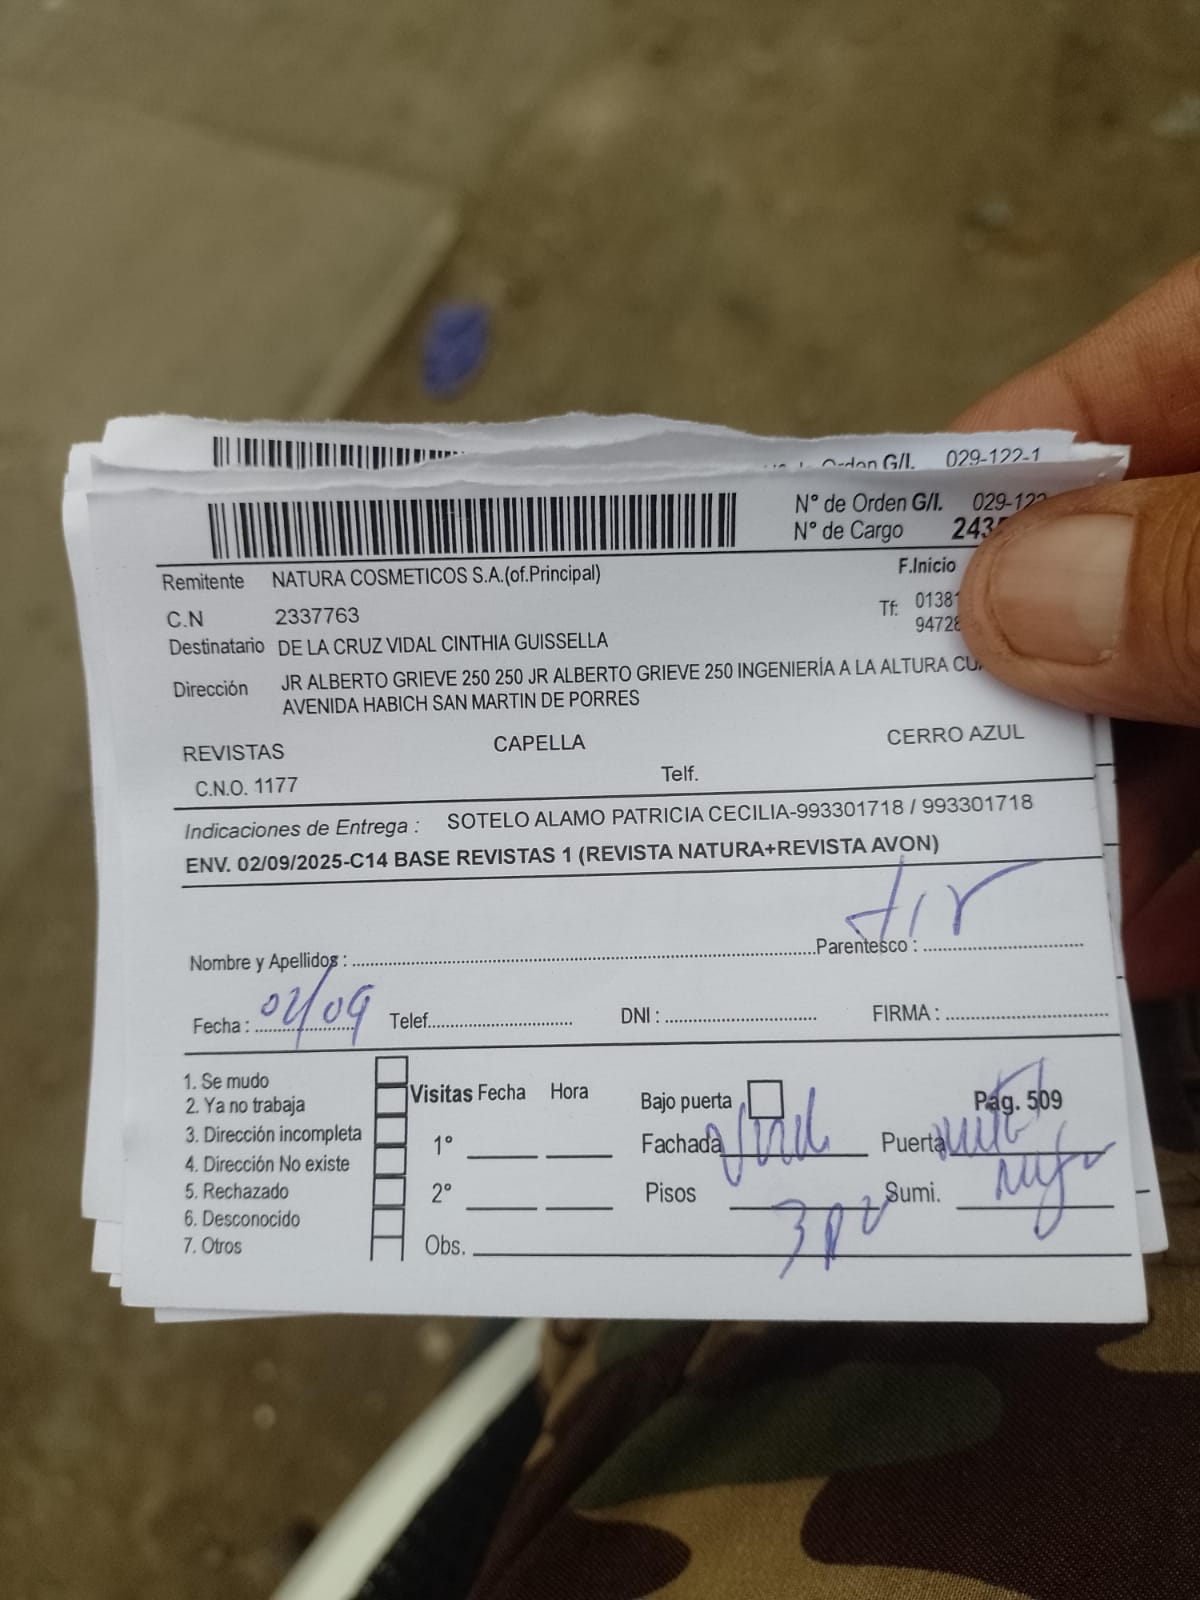 Orden G/I. 029-122-1
N° de Orden G/I. 029-122
N° de Cargo 243
Remitente NATURA COSMETICOS S.A.(of.Principal)
F.Inicio
C.N 2337763
Tf: 01381
94728
Destinatario DE LA CRUZ VIDAL CINTHIA GUISSELLA
Dirección JR ALBERTO GRIEVE 250 250 JR ALBERTO GRIEVE 250 INGENIERÍA A LA ALTURA
AVENIDA HABICH SAN MARTIN DE PORRES
REVISTAS CAPELLA CERRO AZUL
C.N.O. 1177 Telf.
Indicaciones de Entrega : SOTELO ALAMO PATRICIA CECILIA-993301718 / 993301718
ENV. 02/09/2025-C14 BASE REVISTAS 1 (REVISTA NATURA+REVISTA AVON)
Nombre y Apellidos : Parentesco :
Fecha : 02/09 Telef. DNI : FIRMA :
1. Se mudo
2. Ya no trabaja
3. Dirección incompleta
4. Dirección No existe
5. Rechazado
6. Desconocido
7. Otros
Visitas Fecha Hora
1°
2°
Obs.
Bajo puerta Pág. 509
Fachada Puerta
Pisos 3 Sumi.